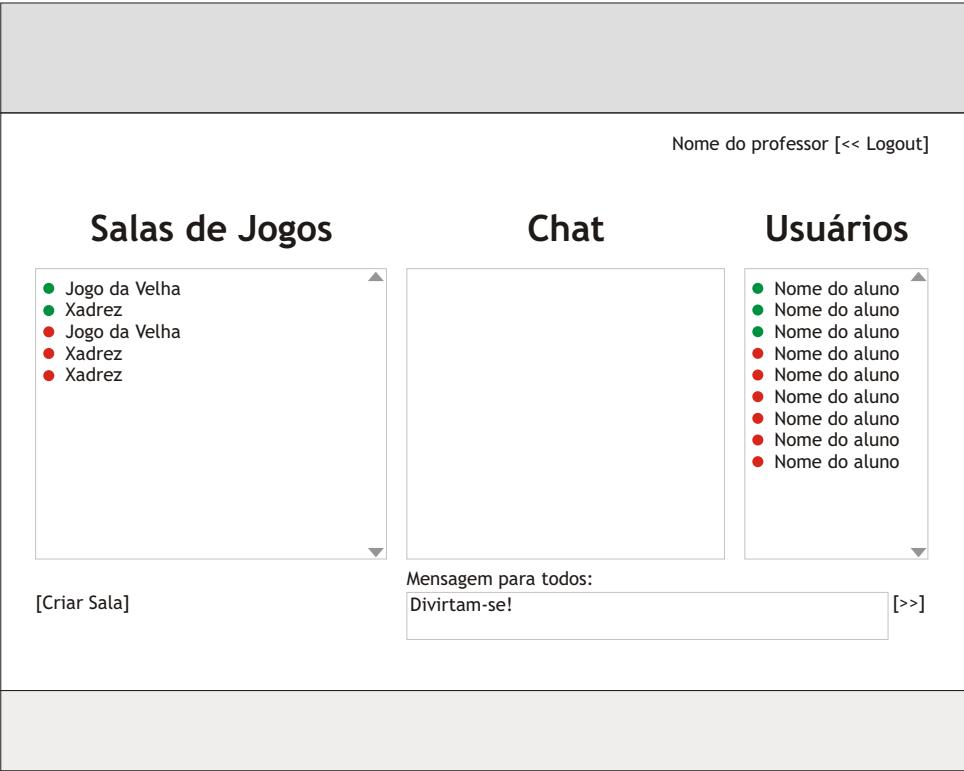 Nome do professor [<< Logout]
Salas de Jogos
Jogo da Velha
Xadrez
Jogo da Velha
Xadrez
Xadrez
[Criar Sala]
Chat
Usuários
Nome do aluno
Nome do aluno
Nome do aluno
Nome do aluno
Nome do aluno
Nome do aluno
Nome do aluno
Nome do aluno
Nome do aluno
Mensagem para todos:
Divirtam-se!
[>>]